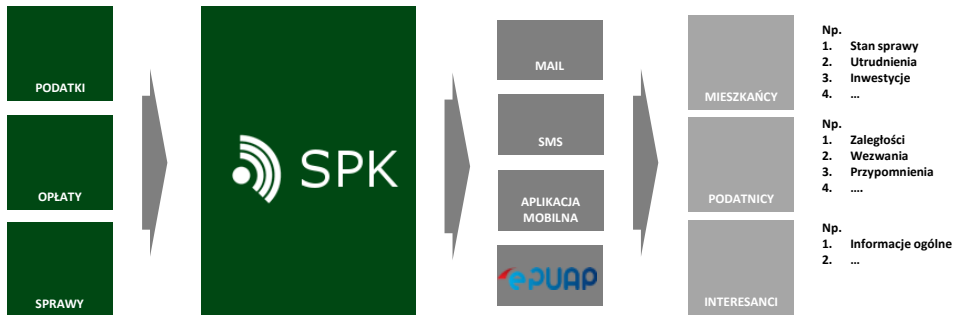 PODATKI
OPŁATY
SPRAWY
SPK
MAIL
SMS
APLIKACJA
MOBILNA
ePUAP
MIESZKAŃCY
Np.
1. Stan sprawy
2. Utrudnienia
3. Inwestycje
4. ...
PODATNICY
Np.
1. Zaległości
2. Wezwania
3. Przypomnienia
4. ....
INTERESANCI
Np.
1. Informacje ogólne
2. ...